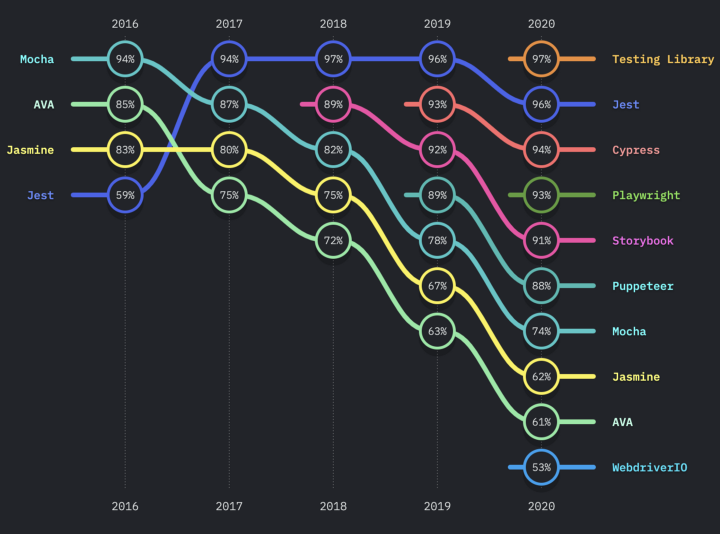 2016 2017 2018 2019 2020
Mocha 94% 94% 97% 96% 97% Testing Library
AVA 85% 87% 89% 93% 96% Jest
Jasmine 83% 80% 82% 92% 94% Cypress
Jest 59% 75% 75% 89% 93% Playwright
72% 78% 91% Storybook
67% 88% Puppeteer
63% 74% Mocha
62% Jasmine
61% AVA
53% WebdriverIO
2016 2017 2018 2019 2020